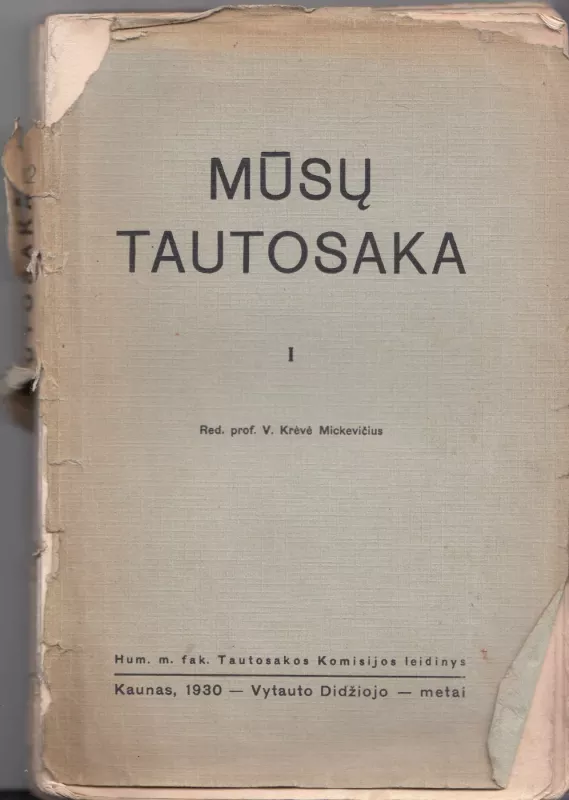 MŪSŲ
TAUTOSAKA
I
Red. prof. V. Krėvė Mickevičius
Hum. m. fak. Tautosakos Komisijos leidinys
Kaunas, 1930 — Vytauto Didžiojo — metai